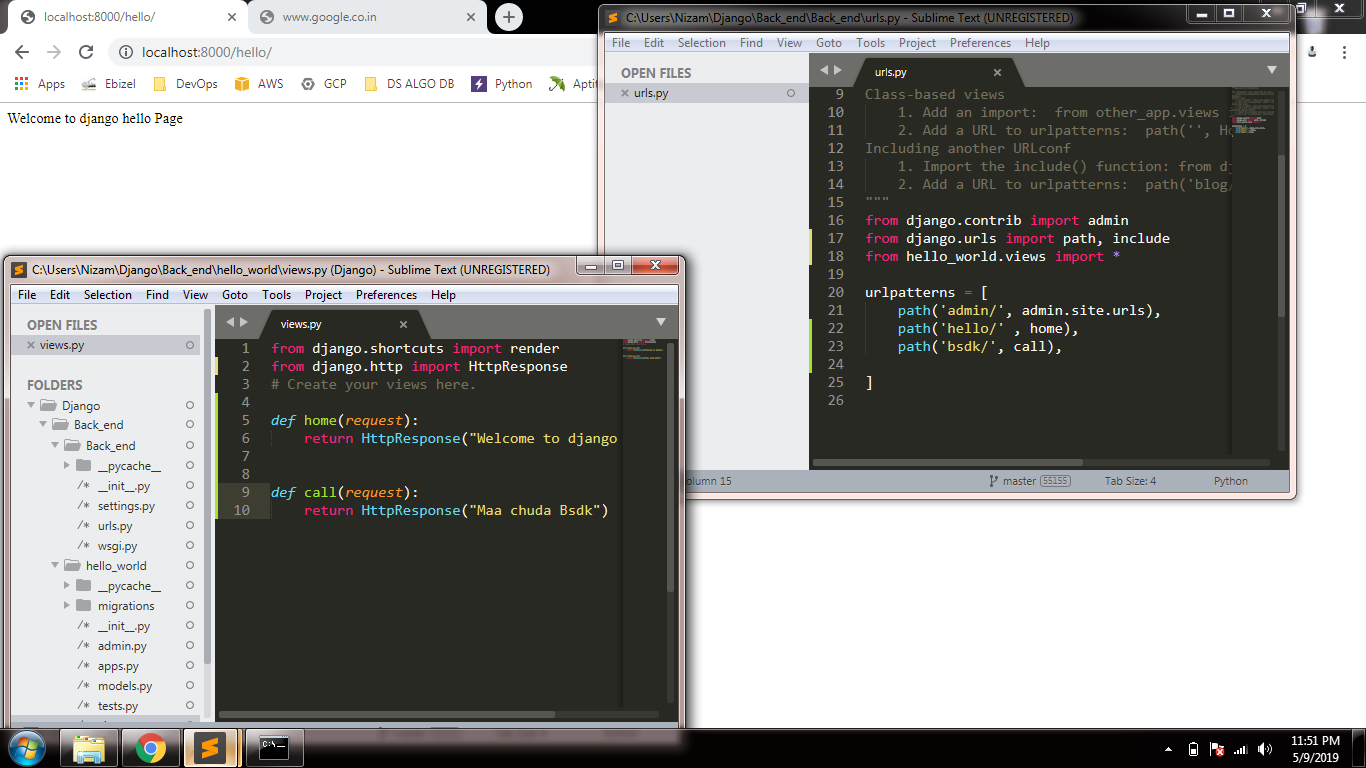 localhost:8000/hello/
www.google.co.in
localhost:8000/hello/
Apps Ebizel DevOps AWS GCP DS ALGO DB Python Aptit
Welcome to django hello Page
C:\Users\Nizam\Django\Back_end\Back_end\urls.py - Sublime Text (UNREGISTERED)
File Edit Selection Find View Goto Tools Project Preferences Help
OPEN FILES
urls.py
urls.py
9 Class-based views
10 1. Add an import: from other_app.views
11 2. Add a URL to urlpatterns: path('',
12 Including another URLconf
13 1. Import the include() function: from
14 2. Add a URL to urlpatterns: path('blog/
15 """
16 from django.contrib import admin
17 from django.urls import path, include
18 from hello_world.views import *
19
20 urlpatterns = [
21 path('admin/', admin.site.urls),
22 path('hello/' , home),
23 path('bsdk/', call),
24
25 ]
26
olumn 15 master 55155 Tab Size: 4 Python
C:\Users\Nizam\Django\Back_end\hello_world\views.py (Django) - Sublime Text (UNREGISTERED)
File Edit Selection Find View Goto Tools Project Preferences Help
OPEN FILES
views.py
FOLDERS
Django
Back_end
Back_end
__pycache__
/* __init__.py
/* settings.py
/* urls.py
/* wsgi.py
hello_world
__pycache__
migrations
/* __init__.py
/* admin.py
/* apps.py
/* models.py
/* tests.py
views.py
1 from django.shortcuts import render
2 from django.http import HttpResponse
3 # Create your views here.
4
5 def home(request):
6 return HttpResponse("Welcome to django
7
8
9 def call(request):
10 return HttpResponse("Maa chuda Bsdk")
C:\_
11:51 PM
5/9/2019